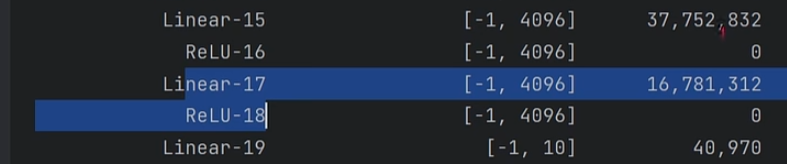 Linear-15 [-1, 4096] 37,752,832
ReLU-16 [-1, 4096] 0
Linear-17 [-1, 4096] 16,781,312
ReLU-18 [-1, 4096] 0
Linear-19 [-1, 10] 40,970